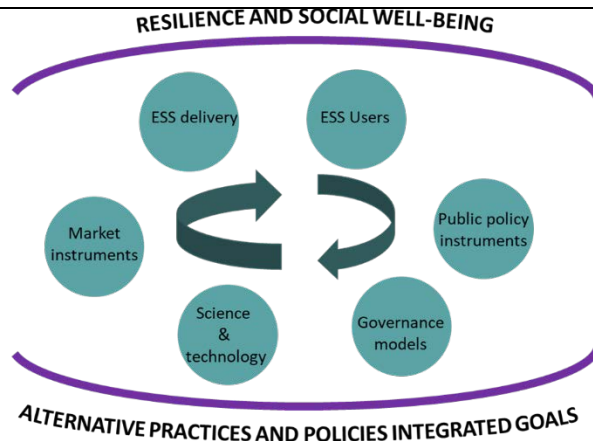 RESILIENCE AND SOCIAL WELL-BEING
ESS delivery
ESS Users
Market
instruments
Public policy
instruments
Science
&
technology
Governance
models
ALTERNATIVE PRACTICES AND POLICIES INTEGRATED GOALS